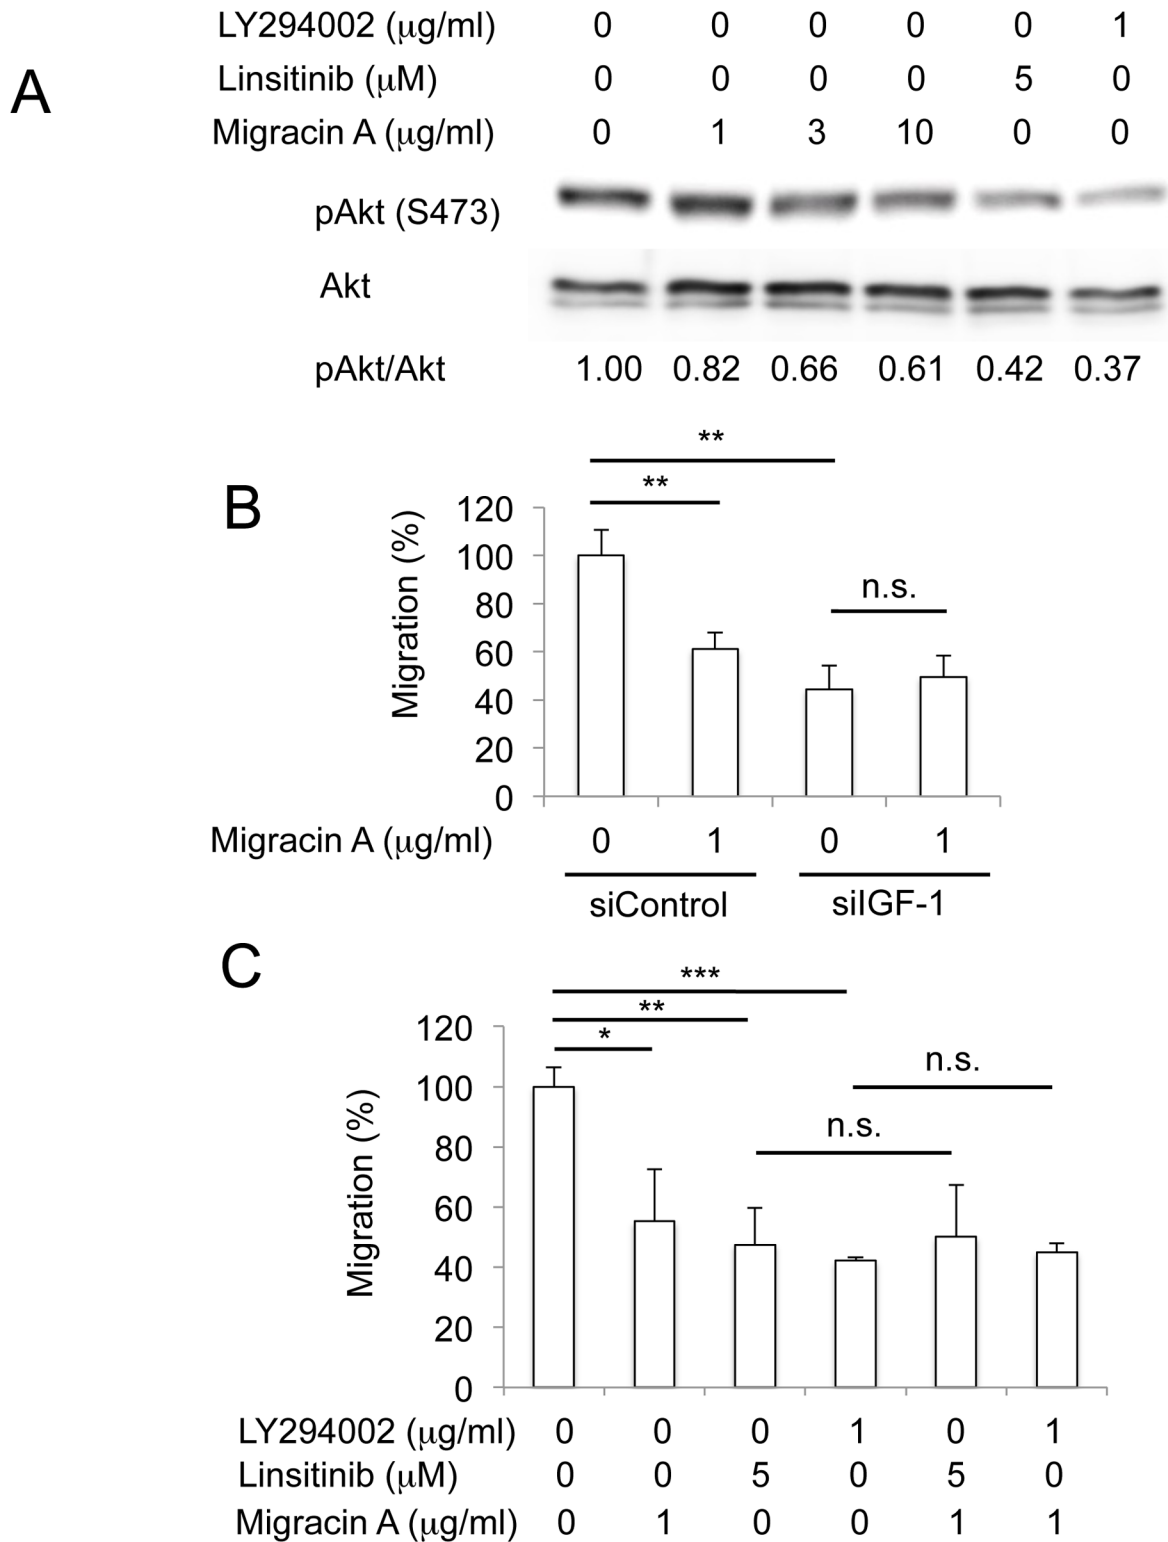 LY294002 (μg/ml) 0 0 0 0 0 1
A
Linsitinib (μM) 0 0 0 0 5 0
Migracin A (μg/ml) 0 1 3 10 0 0
pAkt (S473)
Akt
pAkt/Akt 1.00 0.82 0.66 0.61 0.42 0.37
B
**
**
n.s.
Migration (%)
120
100
80
60
40
20
0
Migracin A (μg/ml) 0 1 0 1
siControl siIGF-1
C
***
**
*
n.s.
n.s.
Migration (%)
120
100
80
60
40
20
0
LY294002 (μg/ml) 0 0 0 1 0 1
Linsitinib (μM) 0 0 5 0 5 0
Migracin A (μg/ml) 0 1 0 0 1 1